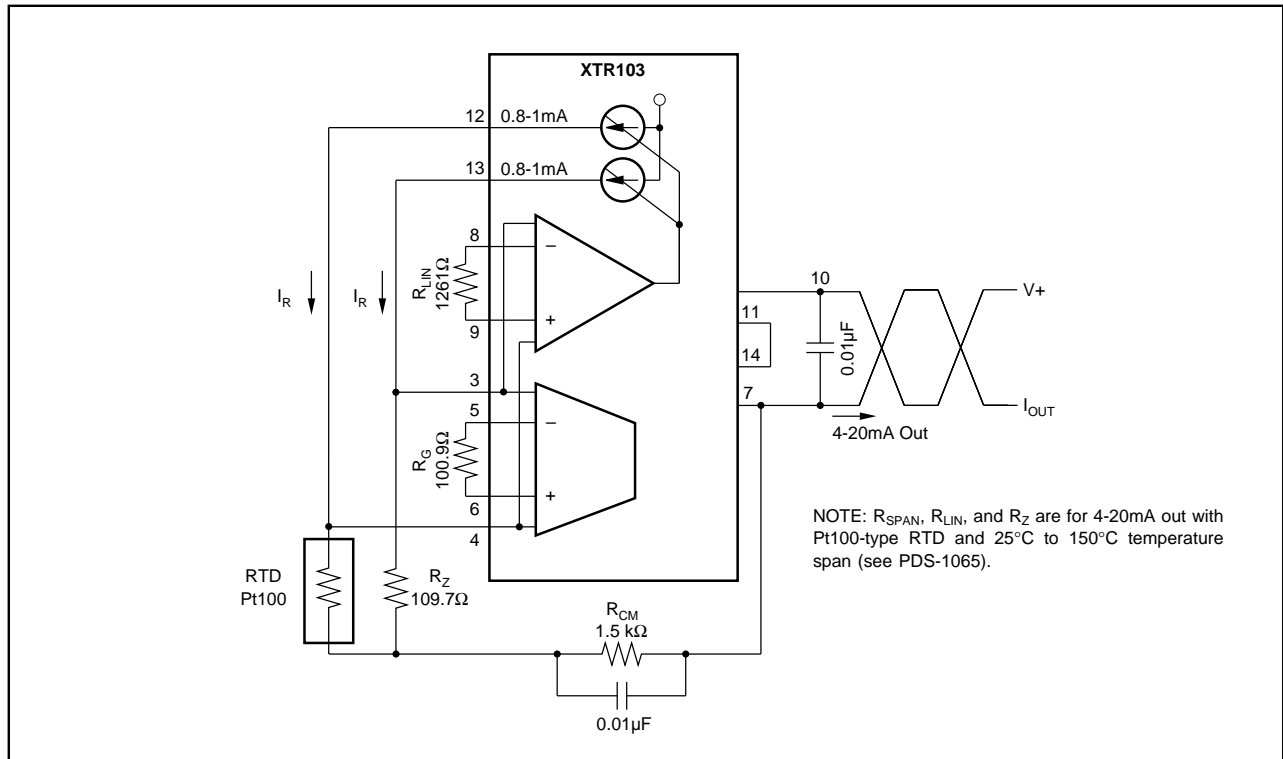 XTR103
12 0.8-1mA
13 0.8-1mA
8
−
R_LIN
1261Ω
+
9
I_R
I_R
10
V+
11
0.01µF
14
3
7
5
−
I_OUT
4-20mA Out
R_G
100.9Ω
+
6
4
NOTE: R_SPAN, R_LIN, and R_Z are for 4-20mA out with
Pt100-type RTD and 25°C to 150°C temperature
span (see PDS-1065).
RTD
Pt100
R_Z
109.7Ω
R_CM
1.5 kΩ
0.01µF